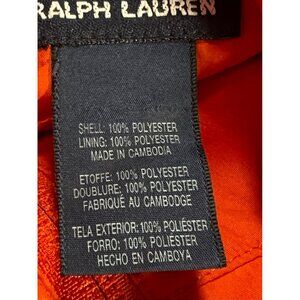 RALPH LAUREN
SHELL: 100% POLYESTER
LINING: 100% POLYESTER
MADE IN CAMBODIA
ETOFFE: 100% POLYESTER
DOUBLURE: 100% POLYESTER
FABRIQUÉ AU CAMBODGE
TELA EXTERIOR: 100% POLIÉSTER
FORRO: 100% POLIÉSTER
HECHO EN CAMBOYA